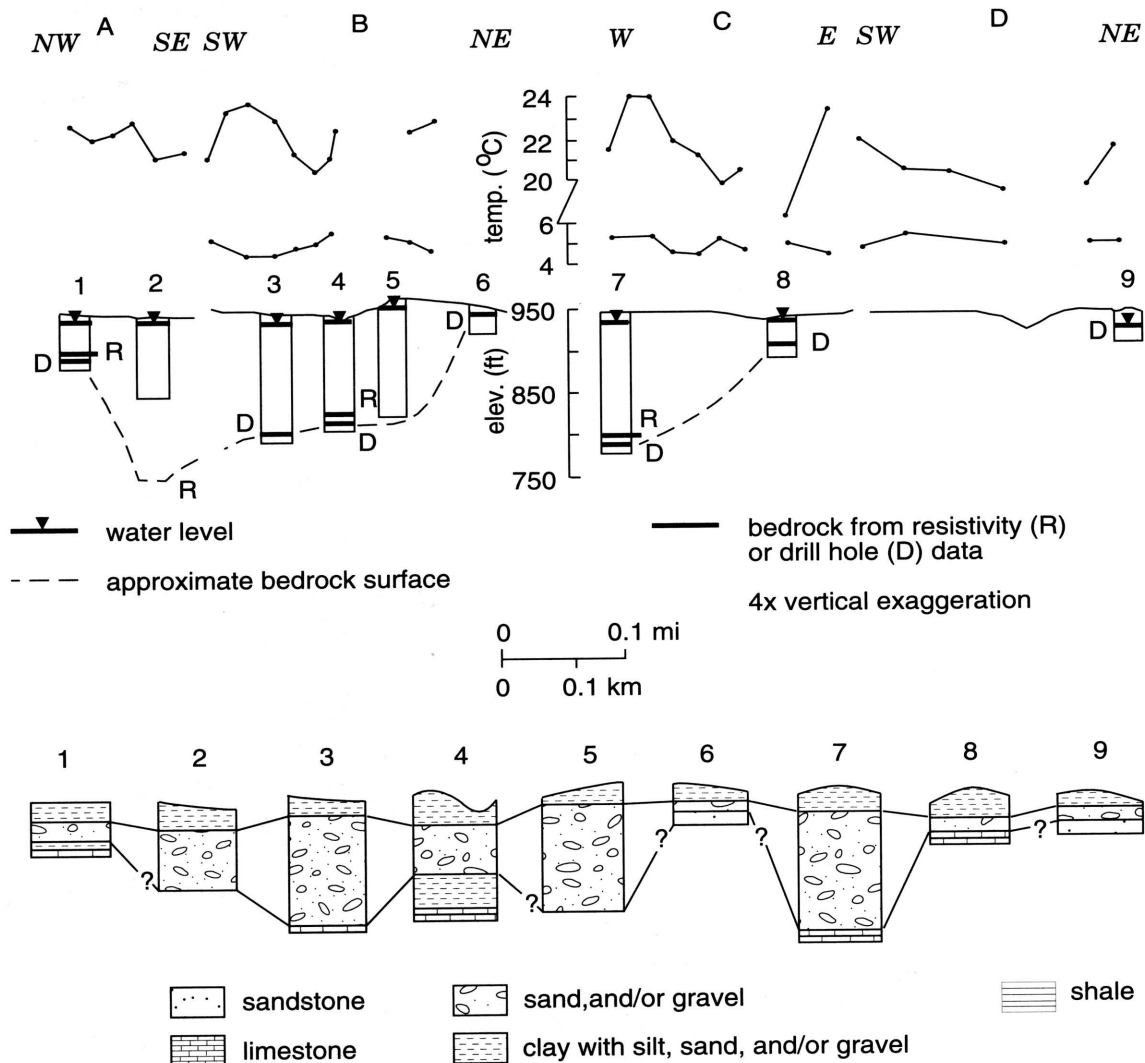 A B C D
NW SE SW NE W E SW NE
24
22
20
6
4
temp. (°C)
1 2 3 4 5 6 7 8 9
950
850
750
elev. (ft)
D R
R
D
R
D
D
R
D
D
D
water level
approximate bedrock surface
bedrock from resistivity (R)
or drill hole (D) data
4x vertical exaggeration
0 0.1 mi
0 0.1 km
1 2 3 4 5 6 7 8 9
? ? ? ? ?
sandstone
sand,and/or gravel
shale
limestone
clay with silt, sand, and/or gravel